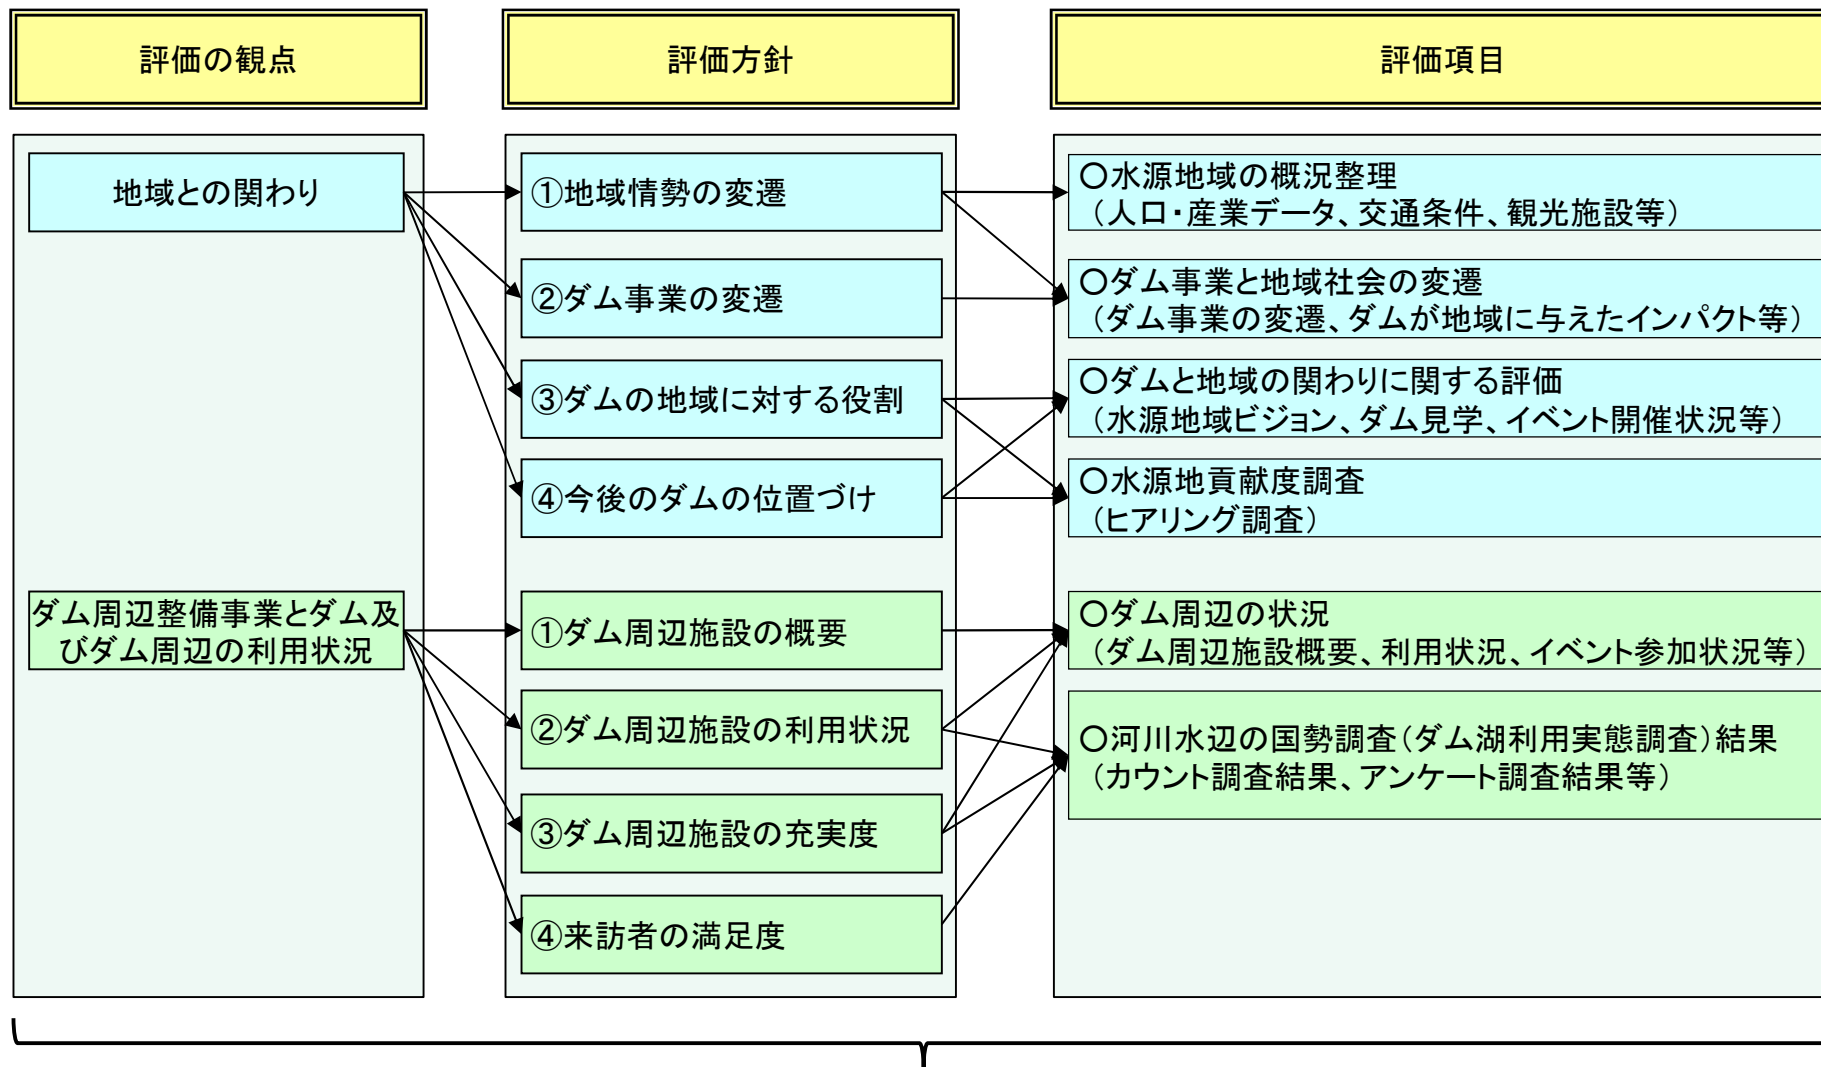 評価の観点
評価方針
評価項目
地域との関わり
①地域情勢の変遷
②ダム事業の変遷
③ダムの地域に対する役割
④今後のダムの位置づけ
○水源地域の概況整理
（人口・産業データ、交通条件、観光施設等）
○ダム事業と地域社会の変遷
（ダム事業の変遷、ダムが地域に与えたインパクト等）
○ダムと地域の関わりに関する評価
（水源地域ビジョン、ダム見学、イベント開催状況等）
○水源地貢献度調査
（ヒアリング調査）
ダム周辺整備事業とダム及
びダム周辺の利用状況
①ダム周辺施設の概要
②ダム周辺施設の利用状況
③ダム周辺施設の充実度
④来訪者の満足度
○ダム周辺の状況
（ダム周辺施設概要、利用状況、イベント参加状況等）
○河川水辺の国勢調査（ダム湖利用実態調査）結果
（カウント調査結果、アンケート調査結果等）